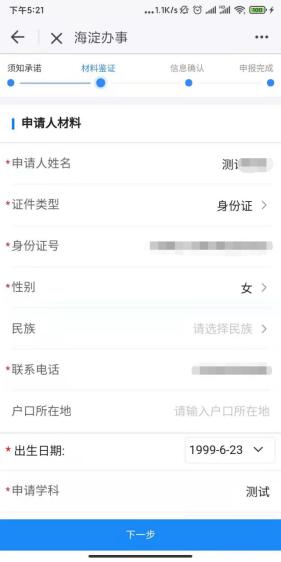 下午5:21
...1.1K/s
海淀办事
须知承诺 材料鉴证 信息确认 申报完成
申请人材料
*申请人姓名 测试
*证件类型 身份证
*身份证号
*性别 女
民族 请选择民族
*联系电话
户口所在地 请输入户口所在地
*出生日期: 1999-6-23
*申请学科 测试
下一步